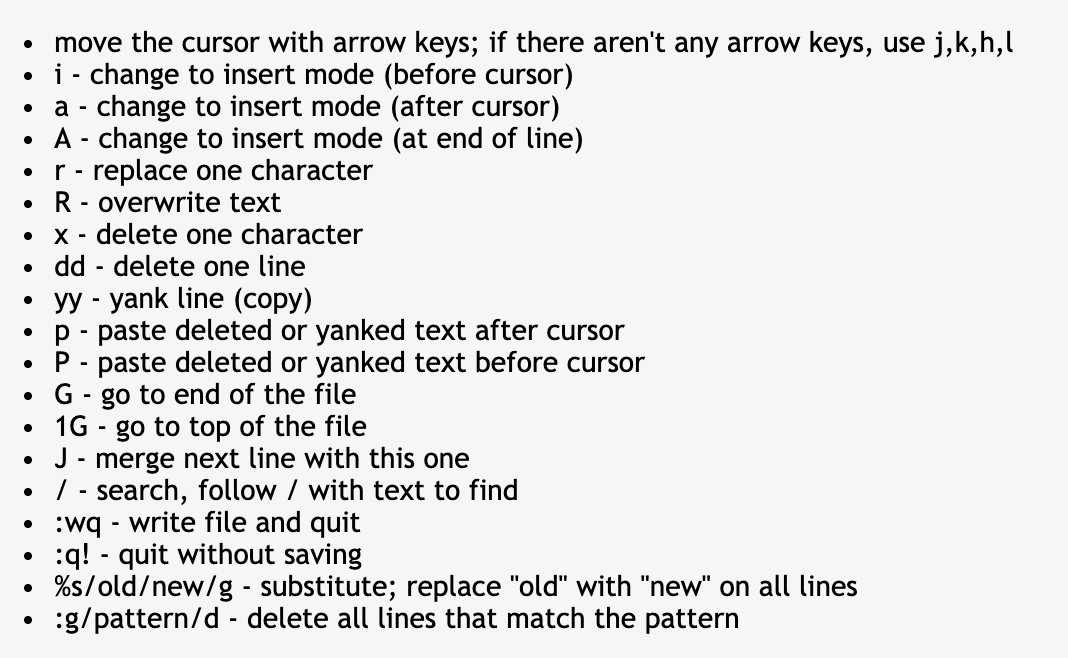 • move the cursor with arrow keys; if there aren't any arrow keys, use j,k,h,l
• i - change to insert mode (before cursor)
• a - change to insert mode (after cursor)
• A - change to insert mode (at end of line)
• r - replace one character
• R - overwrite text
• x - delete one character
• dd - delete one line
• yy - yank line (copy)
• p - paste deleted or yanked text after cursor
• P - paste deleted or yanked text before cursor
• G - go to end of the file
• 1G - go to top of the file
• J - merge next line with this one
• / - search, follow / with text to find
• :wq - write file and quit
• :q! - quit without saving
• %s/old/new/g - substitute; replace "old" with "new" on all lines
• :g/pattern/d - delete all lines that match the pattern